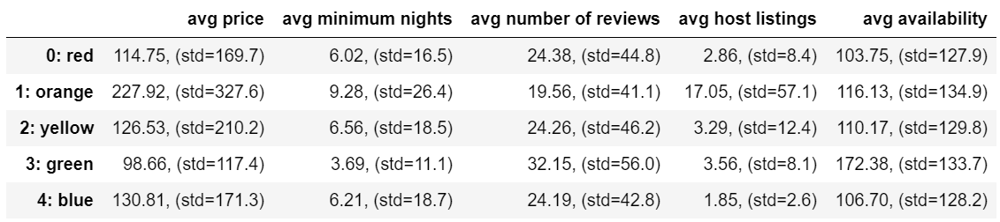 avg price avg minimum nights avg number of reviews avg host listings avg availability
0: red 114.75, (std=169.7) 6.02, (std=16.5) 24.38, (std=44.8) 2.86, (std=8.4) 103.75, (std=127.9)
1: orange 227.92, (std=327.6) 9.28, (std=26.4) 19.56, (std=41.1) 17.05, (std=57.1) 116.13, (std=134.9)
2: yellow 126.53, (std=210.2) 6.56, (std=18.5) 24.26, (std=46.2) 3.29, (std=12.4) 110.17, (std=129.8)
3: green 98.66, (std=117.4) 3.69, (std=11.1) 32.15, (std=56.0) 3.56, (std=8.1) 172.38, (std=133.7)
4: blue 130.81, (std=171.3) 6.21, (std=18.7) 24.19, (std=42.8) 1.85, (std=2.6) 106.70, (std=128.2)